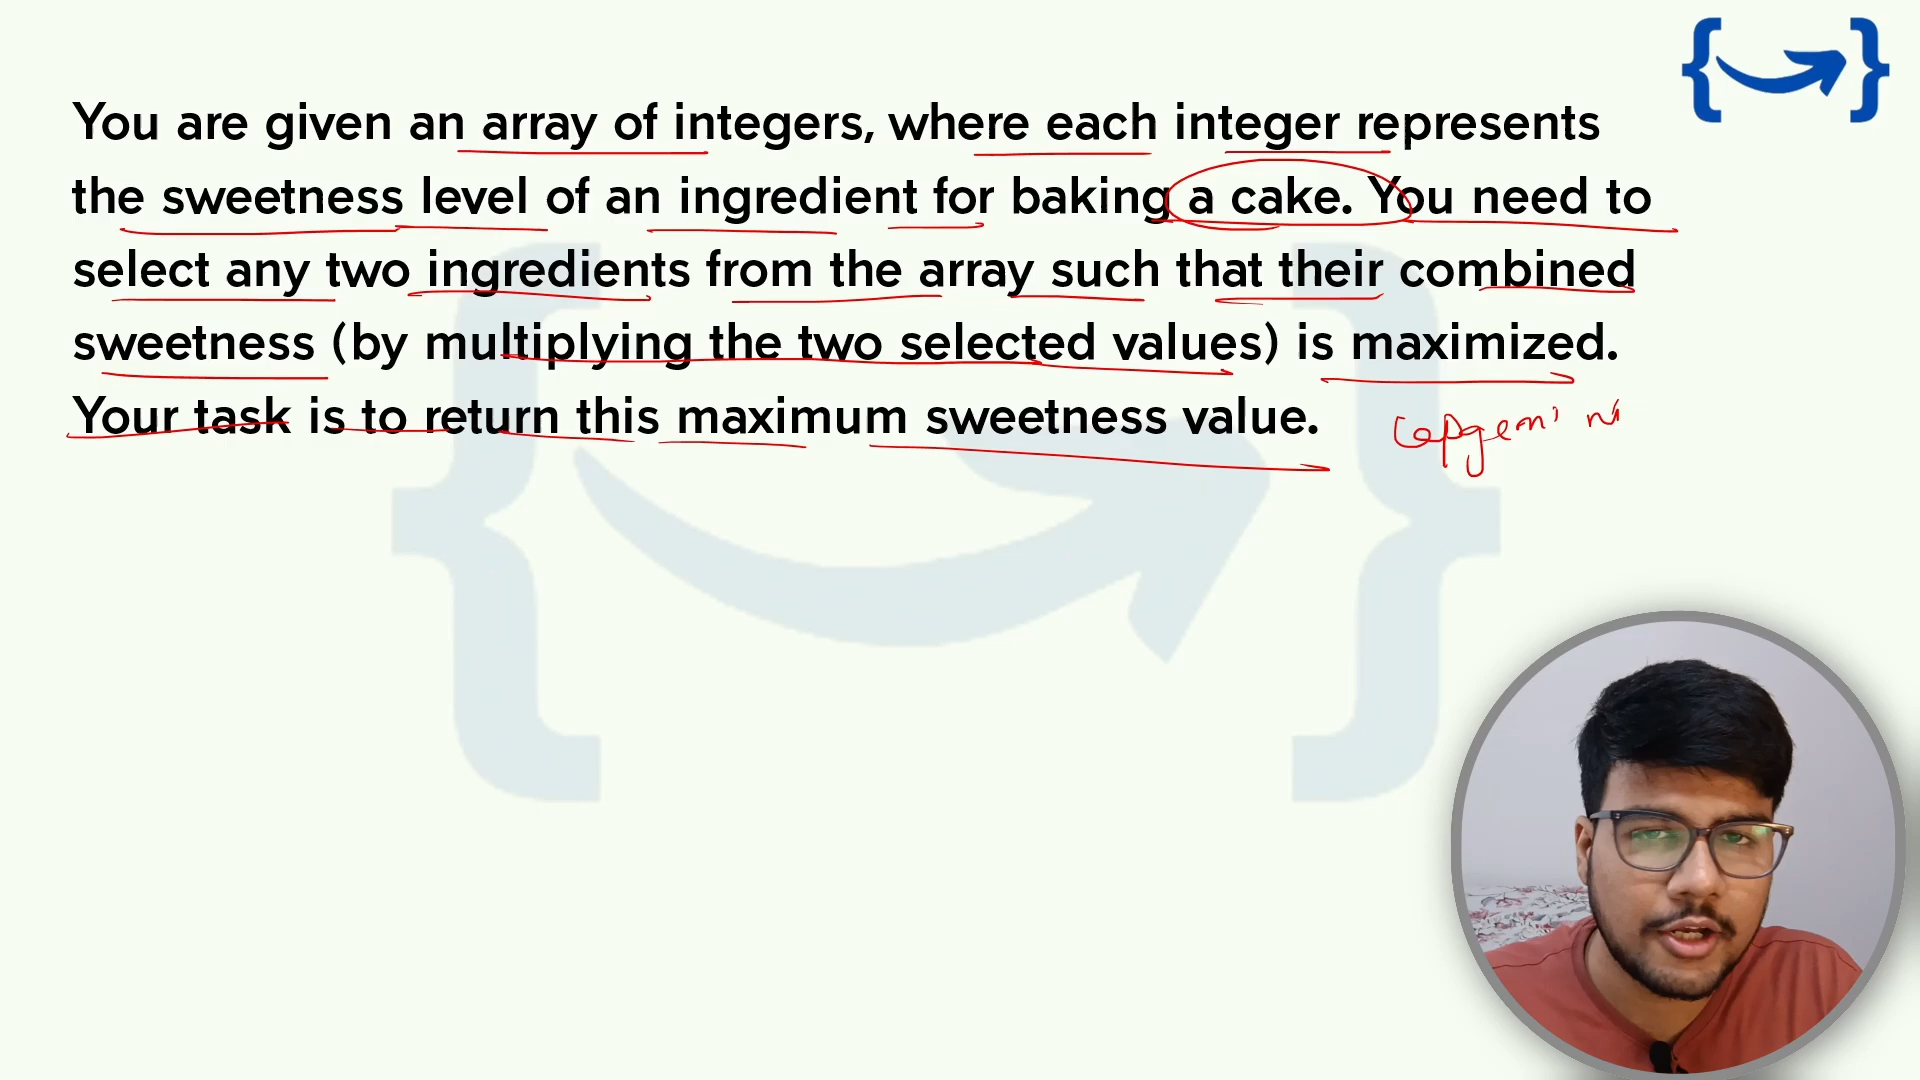 You are given an array of integers, where each integer represents
the sweetness level of an ingredient for baking a cake. You need to
select any two ingredients from the array such that their combined
sweetness (by multiplying the two selected values) is maximized.
Your task is to return this maximum sweetness value.